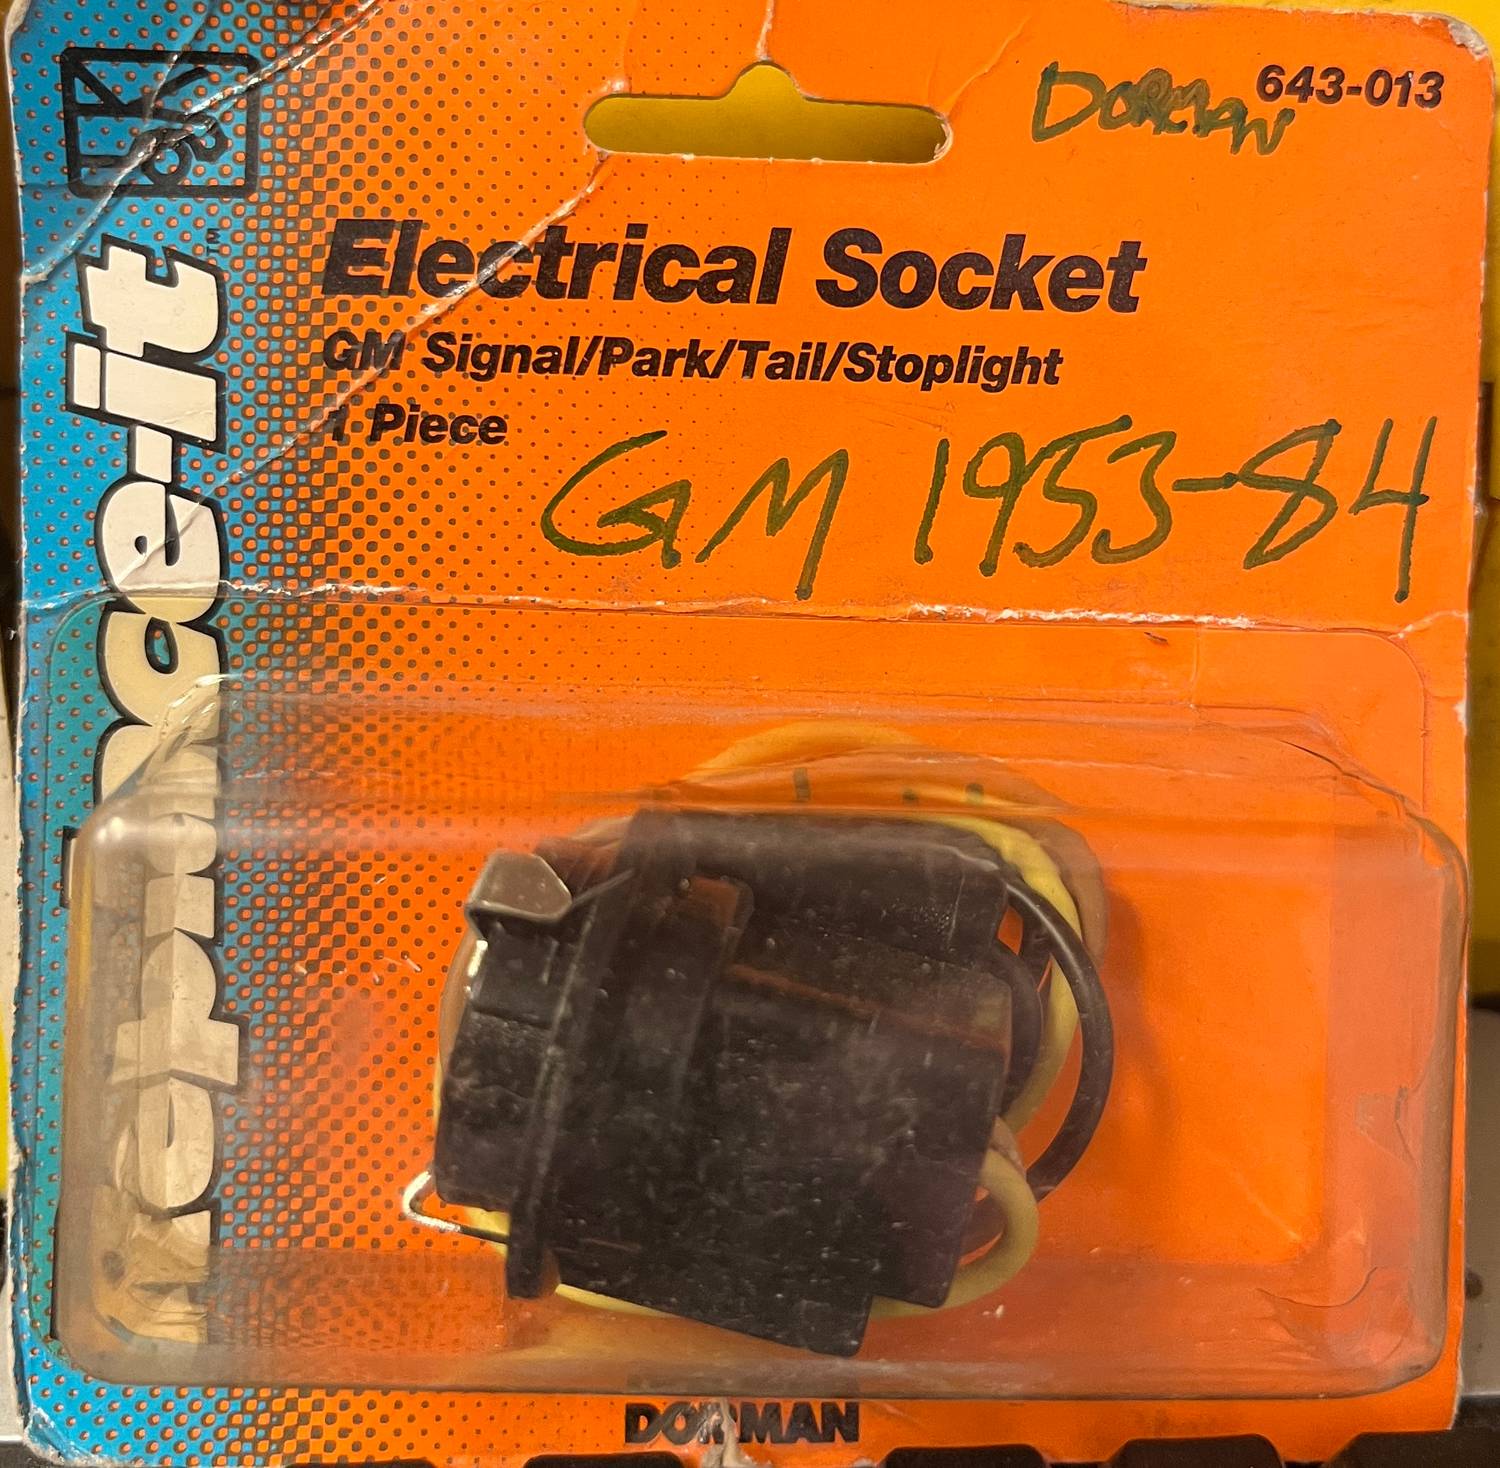 DORMAN
643-013
Electrical Socket
GM Signal/Park/Tail/Stoplight
1 Piece
GM 1953-84
DORMAN